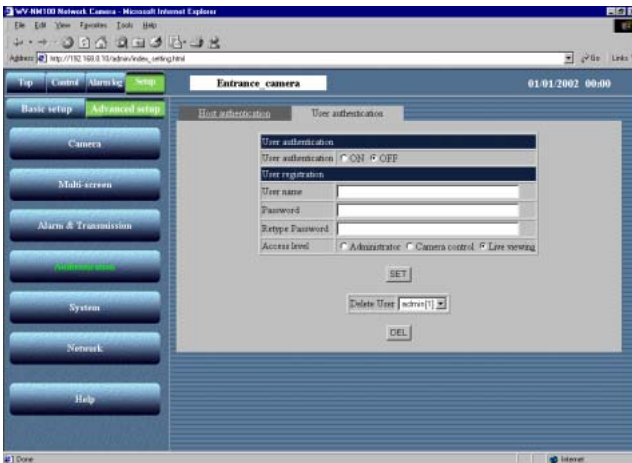 WV-NM100 Network Camera - Microsoft Internet Explorer
File Edit View Favorites Tools Help
Address http://192.168.0.10/admin/index_setting.html Go Links
Top Control Alarm log Setup Entrance_camera 01/01/2002 00:00
Basic setup Advanced setup
Host authentication User authentication
Camera
Multi-screen
Alarm & Transmission
Authentication
System
Network
Help
User authentication
User authentication ON OFF
User registration
User name
Password
Retype Password
Access level Administrator Camera control Live viewing
SET
Delete User admin[1]
DEL
Done Internet